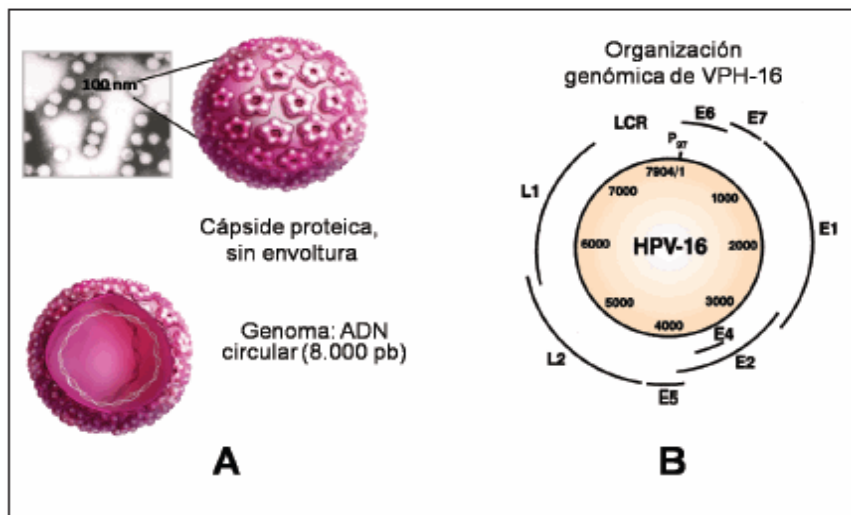 100 nm
Cápside proteica,
sin envoltura
Genoma: ADN
circular (8.000 pb)
A
Organización
genómica de VPH-16
LCR
E6
E7
P97
7904/1
1000
2000
3000
4000
5000
6000
7000
HPV-16
L1
E1
E4
E2
L2
E5
B